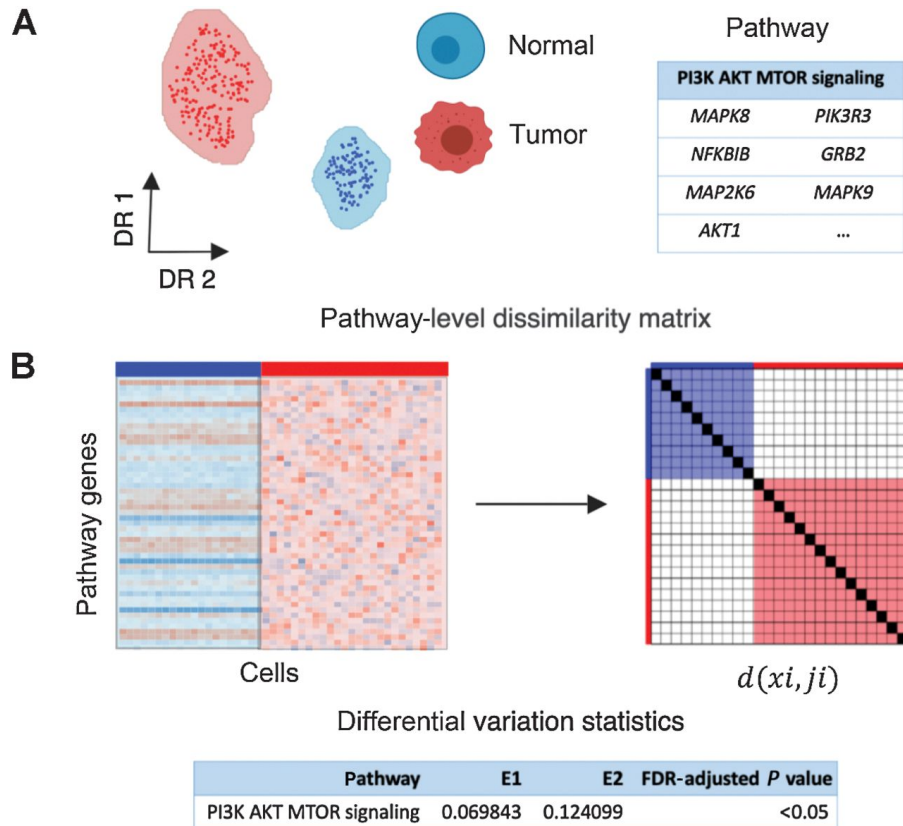 A
Normal
Tumor
DR 1
DR 2
Pathway
PI3K AKT MTOR signaling
MAPK8 PIK3R3
NFKBIB GRB2
MAP2K6 MAPK9
AKT1 ...
Pathway-level dissimilarity matrix
B
Pathway genes
Cells
d(xi, ji)
Differential variation statistics
Pathway E1 E2 FDR-adjusted P value
PI3K AKT MTOR signaling 0.069843 0.124099 <0.05